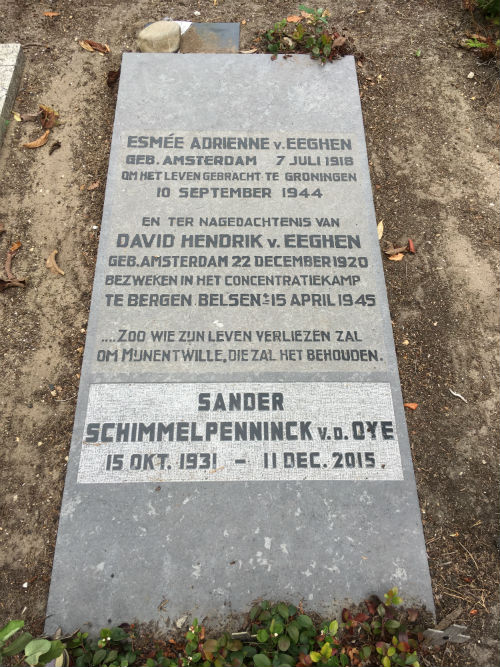 ESMÉE ADRIENNE v. EEGHEN
GEB. AMSTERDAM 7 JULI 1918
OM HET LEVEN GEBRACHT TE GRONINGEN
10 SEPTEMBER 1944
EN TER NAGEDACHTENIS VAN
DAVID HENDRIK v. EEGHEN
GEB. AMSTERDAM 22 DECEMBER 1920
BEZWEKEN IN HET CONCENTRATIEKAMP
TE BERGEN BELSEN ± 15 APRIL 1945
....ZOO WIE ZIJN LEVEN VERLIEZEN ZAL
OM MIJNENTWILLE, DIE ZAL HET BEHOUDEN.
SANDER
SCHIMMELPENNINCK V.D. OYE
15 OKT. 1931 – 11 DEC. 2015.